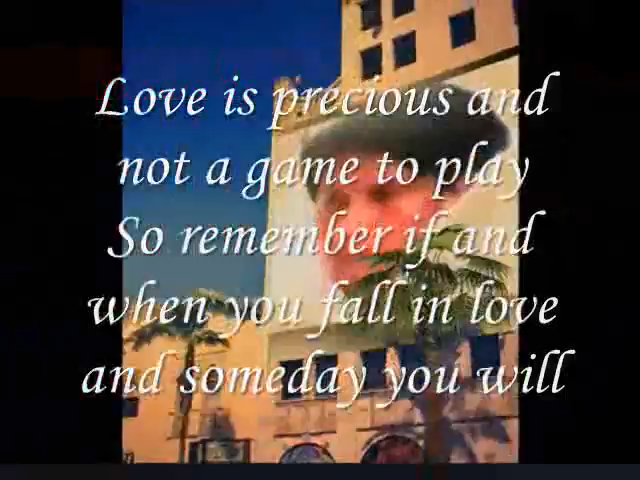 Love is precious and
not a game to play
So remember if and
when you fall in love
and someday you will